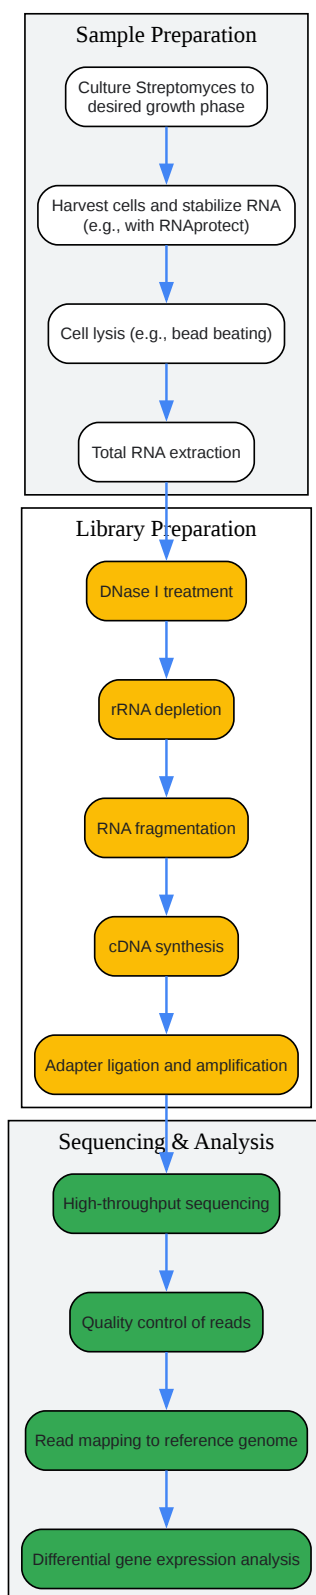 Sample Preparation
Culture Streptomyces to
desired growth phase
Harvest cells and stabilize RNA
(e.g., with RNAprotect)
Cell lysis (e.g., bead beating)
Total RNA extraction
Library Preparation
DNase I treatment
rRNA depletion
RNA fragmentation
cDNA synthesis
Adapter ligation and amplification
Sequencing & Analysis
High-throughput sequencing
Quality control of reads
Read mapping to reference genome
Differential gene expression analysis